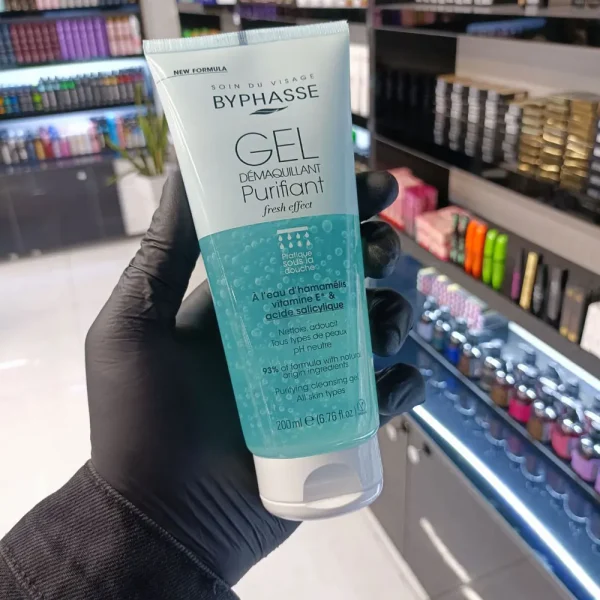 NEW FORMULA
SOIN DU VISAGE
BYPHASSE
GEL
DÉMAQUILLANT
Purifiant
fresh effect
Pratique
sous la
douche
À l'eau d'hamamélis
vitamine E* &
acide salicylique
Nettoie, adoucit
Tous types de peaux
pH neutre
93% of formula with natural
origin ingredients
Purifying cleansing gel
All skin types
200ml e (6.76 fl.oz)